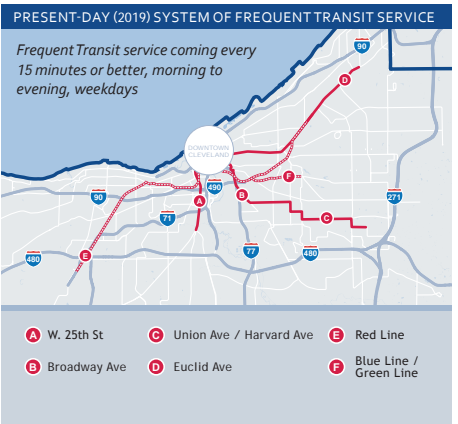 PRESENT-DAY (2019) SYSTEM OF FREQUENT TRANSIT SERVICE
Frequent Transit service coming every
15 minutes or better, morning to
evening, weekdays
90
D
DOWNTOWN
CLEVELAND
F
490
B
271
90
A
71
C
77
480
E
480
A W. 25th St
C Union Ave / Harvard Ave
E Red Line
B Broadway Ave
D Euclid Ave
F Blue Line /
Green Line